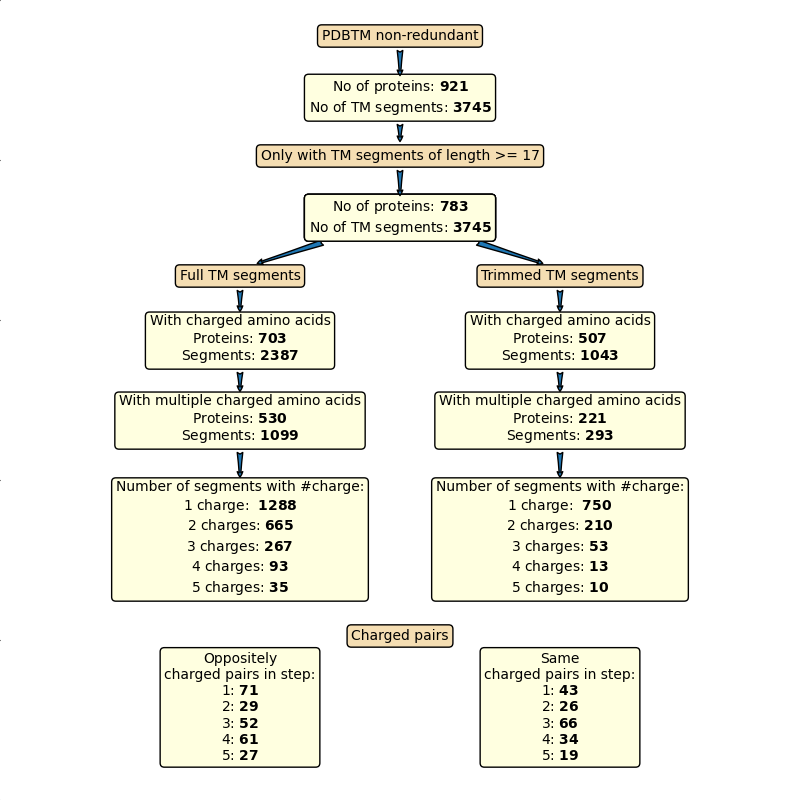 PDBTM non-redundant
No of proteins: 921
No of TM segments: 3745
Only with TM segments of length >= 17
No of proteins: 783
No of TM segments: 3745
Full TM segments
With charged amino acids
Proteins: 703
Segments: 2387
With multiple charged amino acids
Proteins: 530
Segments: 1099
Number of segments with #charge:
1 charge:  1288
2 charges: 665
3 charges: 267
4 charges: 93
5 charges: 35
Trimmed TM segments
With charged amino acids
Proteins: 507
Segments: 1043
With multiple charged amino acids
Proteins: 221
Segments: 293
Number of segments with #charge:
1 charge:  750
2 charges: 210
3 charges: 53
4 charges: 13
5 charges: 10
Charged pairs
Oppositely
charged pairs in step:
1: 71
2: 29
3: 52
4: 61
5: 27
Same
charged pairs in step:
1: 43
2: 26
3: 66
4: 34
5: 19